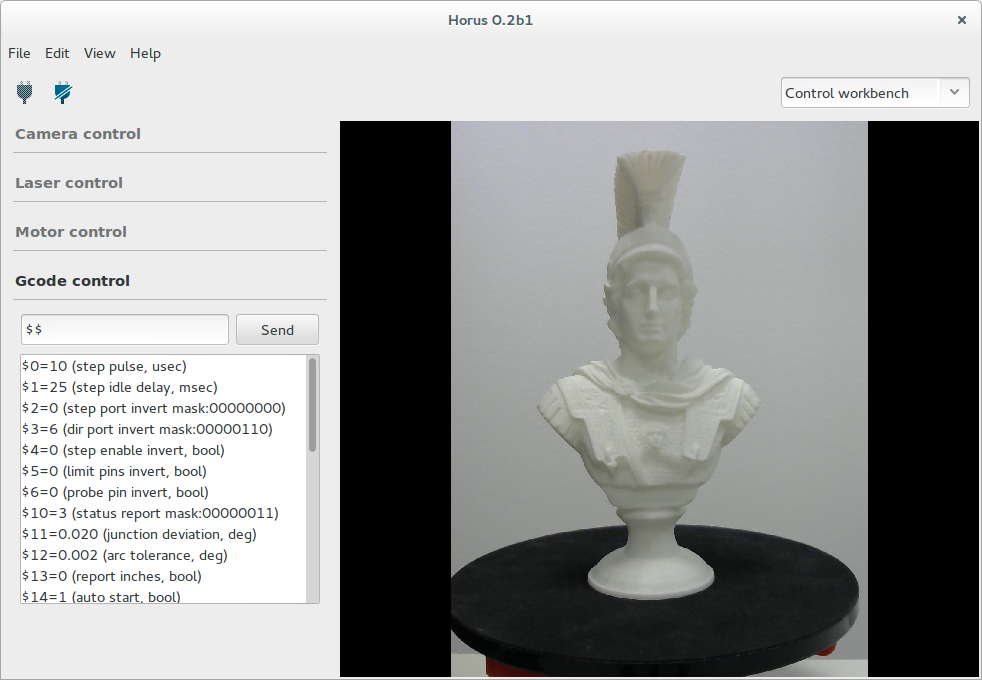 Horus 0.2b1
File Edit View Help
Control workbench
Camera control
Laser control
Motor control
Gcode control
$$ Send
$0=10 (step pulse, usec)
$1=25 (step idle delay, msec)
$2=0 (step port invert mask:00000000)
$3=6 (dir port invert mask:00000110)
$4=0 (step enable invert, bool)
$5=0 (limit pins invert, bool)
$6=0 (probe pin invert, bool)
$10=3 (status report mask:00000011)
$11=0.020 (junction deviation, deg)
$12=0.002 (arc tolerance, deg)
$13=0 (report inches, bool)
$14=1 (auto start, bool)